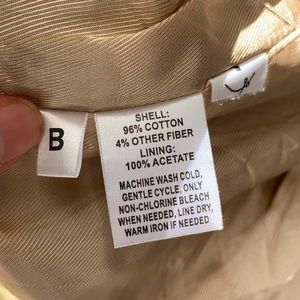 B
SHELL:
96% COTTON
4% OTHER FIBER
LINING:
100% ACETATE
MACHINE WASH COLD,
GENTLE CYCLE, ONLY
NON-CHLORINE BLEACH
WHEN NEEDED, LINE DRY,
WARM IRON IF NEEDED